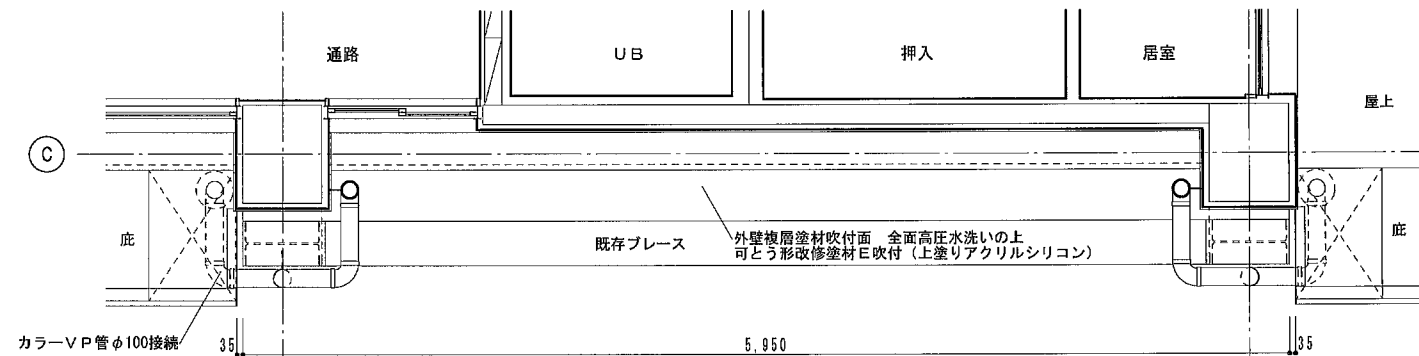 通路
UB
押入
居室
屋上
C
庇
既存ブレース
外壁複層塗材吹付面　全面高圧水洗いの上
可とう形改修塗材Ｅ吹付（上塗りアクリルシリコン）
庇
カラーＶＰ管φ100接続
35
5,950
35